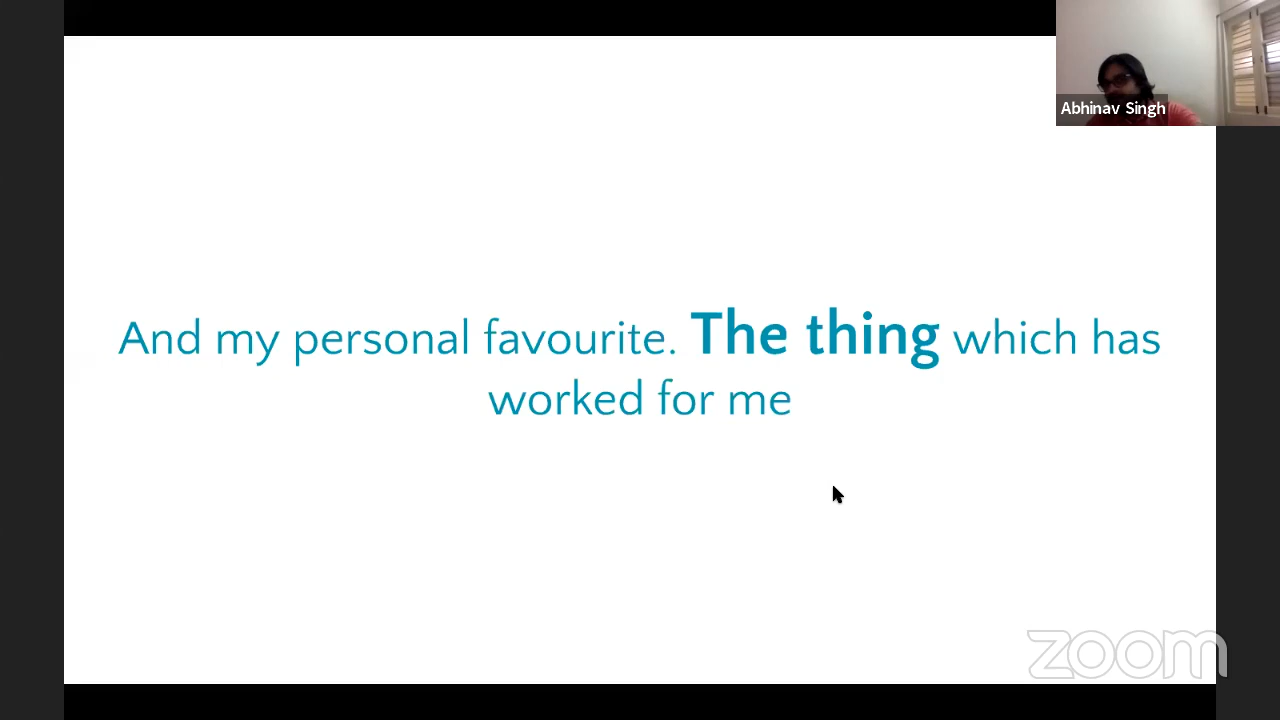 Abhinav Singh
And my personal favourite. The thing which has
worked for me
zoom